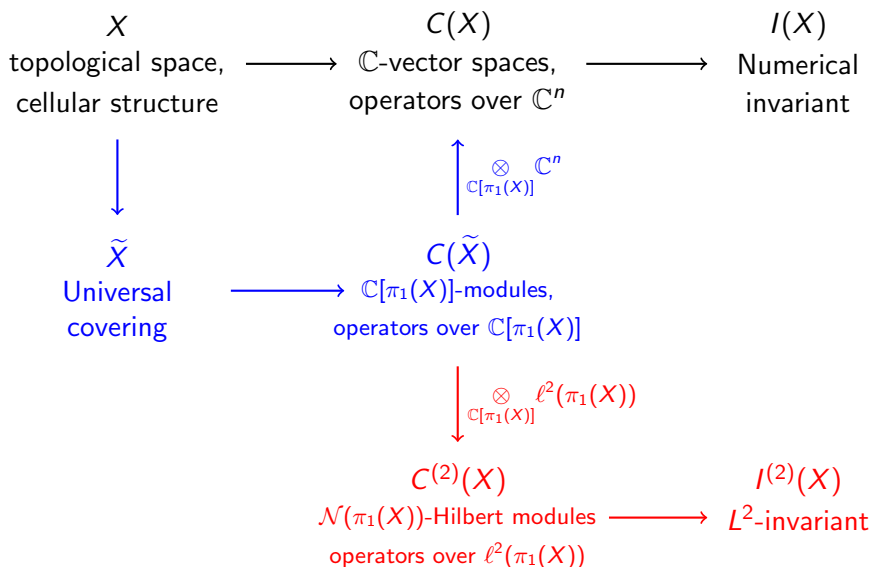 X C(X) I(X)
topological space, ℂ-vector spaces, Numerical
cellular structure operators over ℂⁿ invariant
⊗ ℂⁿ
ℂ[π₁(X)]
X̃ C(X̃)
Universal ℂ[π₁(X)]-modules,
covering operators over ℂ[π₁(X)]
⊗ ℓ²(π₁(X))
ℂ[π₁(X)]
C⁽²⁾(X) I⁽²⁾(X)
𝒩(π₁(X))-Hilbert modules L²-invariant
operators over ℓ²(π₁(X))